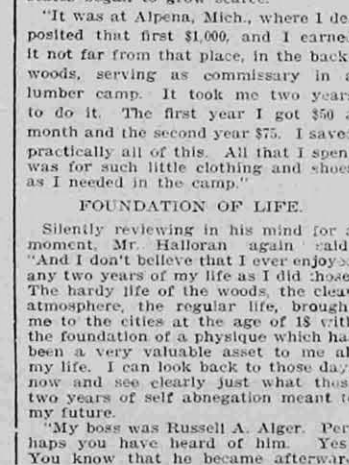 "It was at Alpena, Mich., where I de
posited that first $1,000, and I earne
it not far from that place, in the back
woods, serving as commissary in a
lumber camp. It took me two year
to do it. The first year I got $50 a
month and the second year $75. I save
practically all of this. All that I spen
was for such little clothing and shoe
as I needed in the camp."
FOUNDATION OF LIFE.
Silently reviewing in his mind for a
moment, Mr. Halloran again said
"And I don't believe that I ever enjoye
any two years of my life as I did those
The hardy life of the woods, the clea
atmosphere, the regular life, brough
me to the cities at the age of 18 with
the foundation of a physique which ha
been a very valuable asset to me al
my life. I can look back to those day
now and see clearly just what thos
two years of self abnegation meant t
my future.
"My boss was Russell A. Alger. Per
haps you have heard of him. Yes
You know that he became afterwar